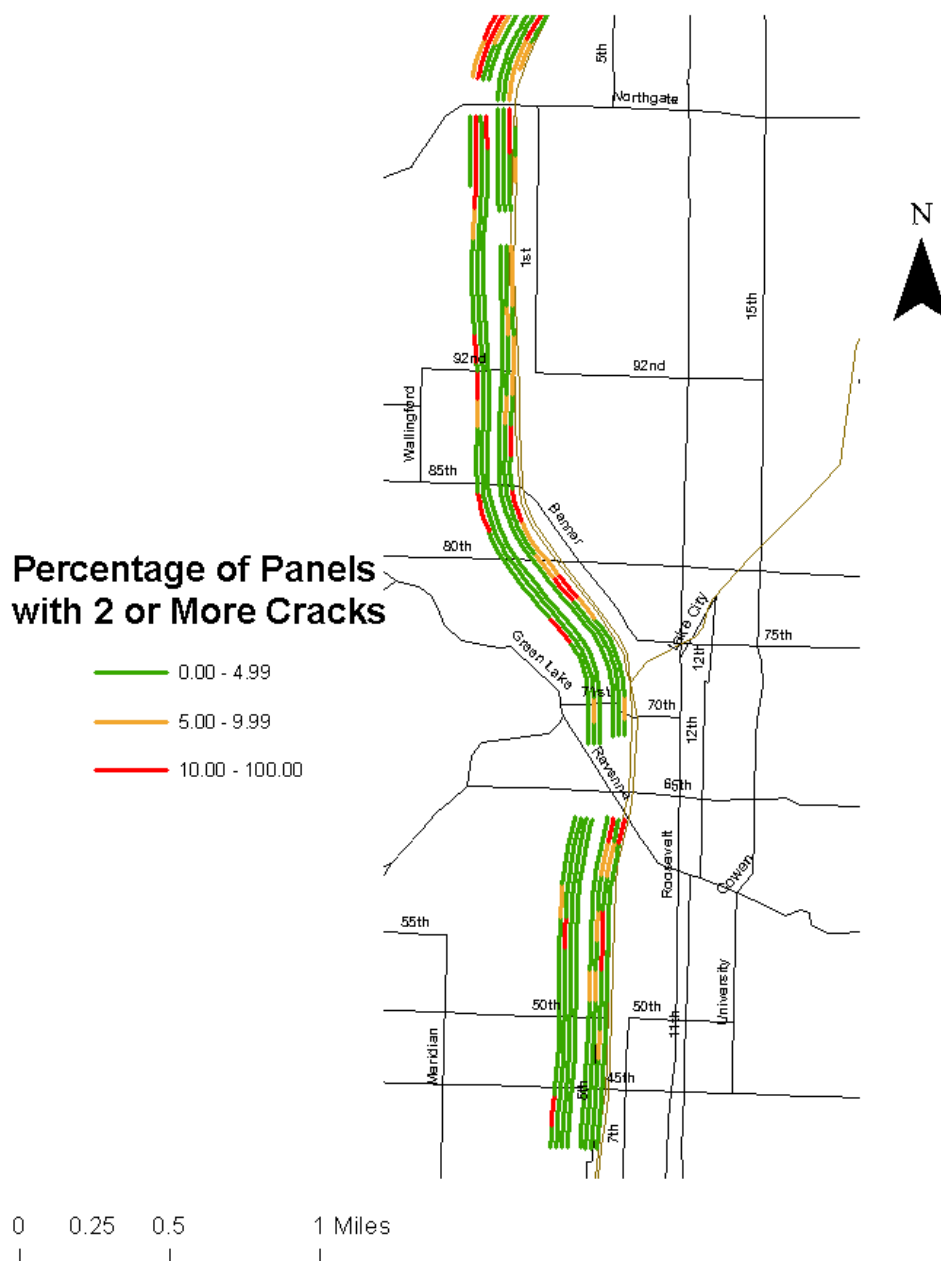 5th
Northgate
N
1st
15th
92nd
92nd
Wallingford
85th
Banner
80th
Percentage of Panels
with 2 or More Cracks
Lake City
75th
Green Lake
12th
0.00 - 4.99
71st
70th
5.00 - 9.99
12th
Ravenna
10.00 - 100.00
65th
Roosevelt
Cowen
55th
University
50th
50th
11th
Meridian
45th
5th
7th
0 0.25 0.5 1 Miles